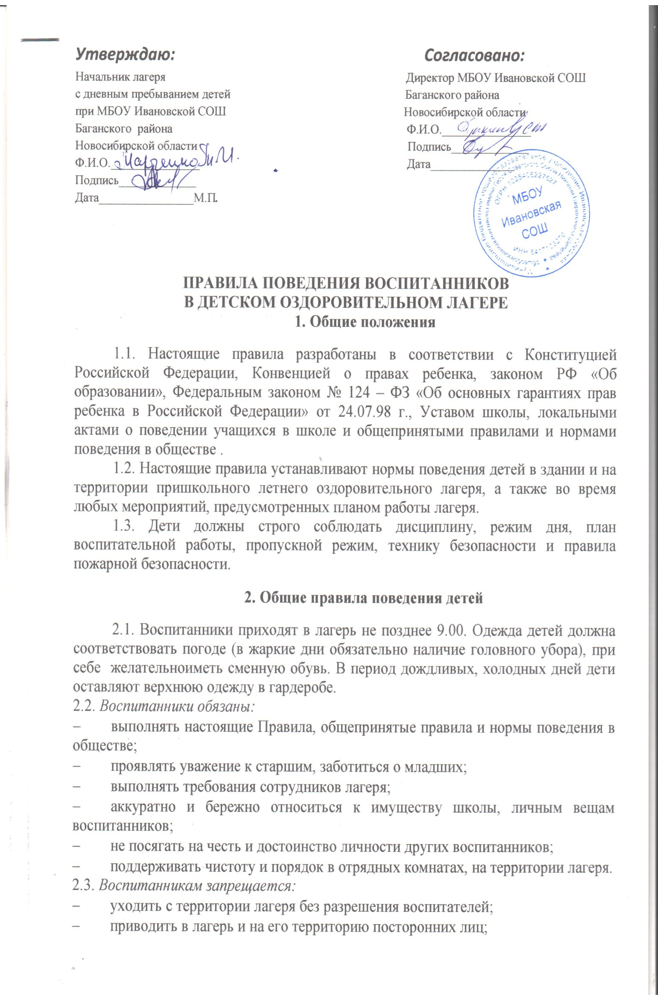 Утверждаю:
Начальник лагеря
с дневным пребыванием детей
при МБОУ Ивановской СОШ
Баганского  района
Новосибирской области
Ф.И.О.
Подпись______________
Дата_________________М.П.
Согласовано:
Директор МБОУ Ивановской СОШ
Баганского района
Новосибирской области
Ф.И.О.________________
Подпись______________
Дата_______________
ОГРН 1025406227527
МБОУ
Ивановская
СОШ
ИНН
ПРАВИЛА ПОВЕДЕНИЯ ВОСПИТАННИКОВ
В ДЕТСКОМ ОЗДОРОВИТЕЛЬНОМ ЛАГЕРЕ
1. Общие положения
1.1. Настоящие правила разработаны в соответствии с Конституцией
Российской Федерации, Конвенцией о правах ребенка, законом РФ «Об
образовании», Федеральным законом № 124 – ФЗ «Об основных гарантиях прав
ребенка в Российской Федерации» от 24.07.98 г., Уставом школы, локальными
актами о поведении учащихся в школе и общепринятыми правилами и нормами
поведения в обществе .
1.2. Настоящие правила устанавливают нормы поведения детей в здании и на
территории пришкольного летнего оздоровительного лагеря, а также во время
любых мероприятий, предусмотренных планом работы лагеря.
1.3. Дети должны строго соблюдать дисциплину, режим дня, план
воспитательной работы, пропускной режим, технику безопасности и правила
пожарной безопасности.
2. Общие правила поведения детей
2.1. Воспитанники приходят в лагерь не позднее 9.00. Одежда детей должна
соответствовать погоде (в жаркие дни обязательно наличие головного убора), при
себе  желательноиметь сменную обувь. В период дождливых, холодных дней дети
оставляют верхнюю одежду в гардеробе.
2.2. Воспитанники обязаны:
– выполнять настоящие Правила, общепринятые правила и нормы поведения в
обществе;
– проявлять уважение к старшим, заботиться о младших;
– выполнять требования сотрудников лагеря;
– аккуратно и бережно относиться к имуществу школы, личным вещам
воспитанников;
– не посягать на честь и достоинство личности других воспитанников;
– поддерживать чистоту и порядок в отрядных комнатах, на территории лагеря.
2.3. Воспитанникам запрещается:
– уходить с территории лагеря без разрешения воспитателей;
– приводить в лагерь и на его территорию посторонних лиц;